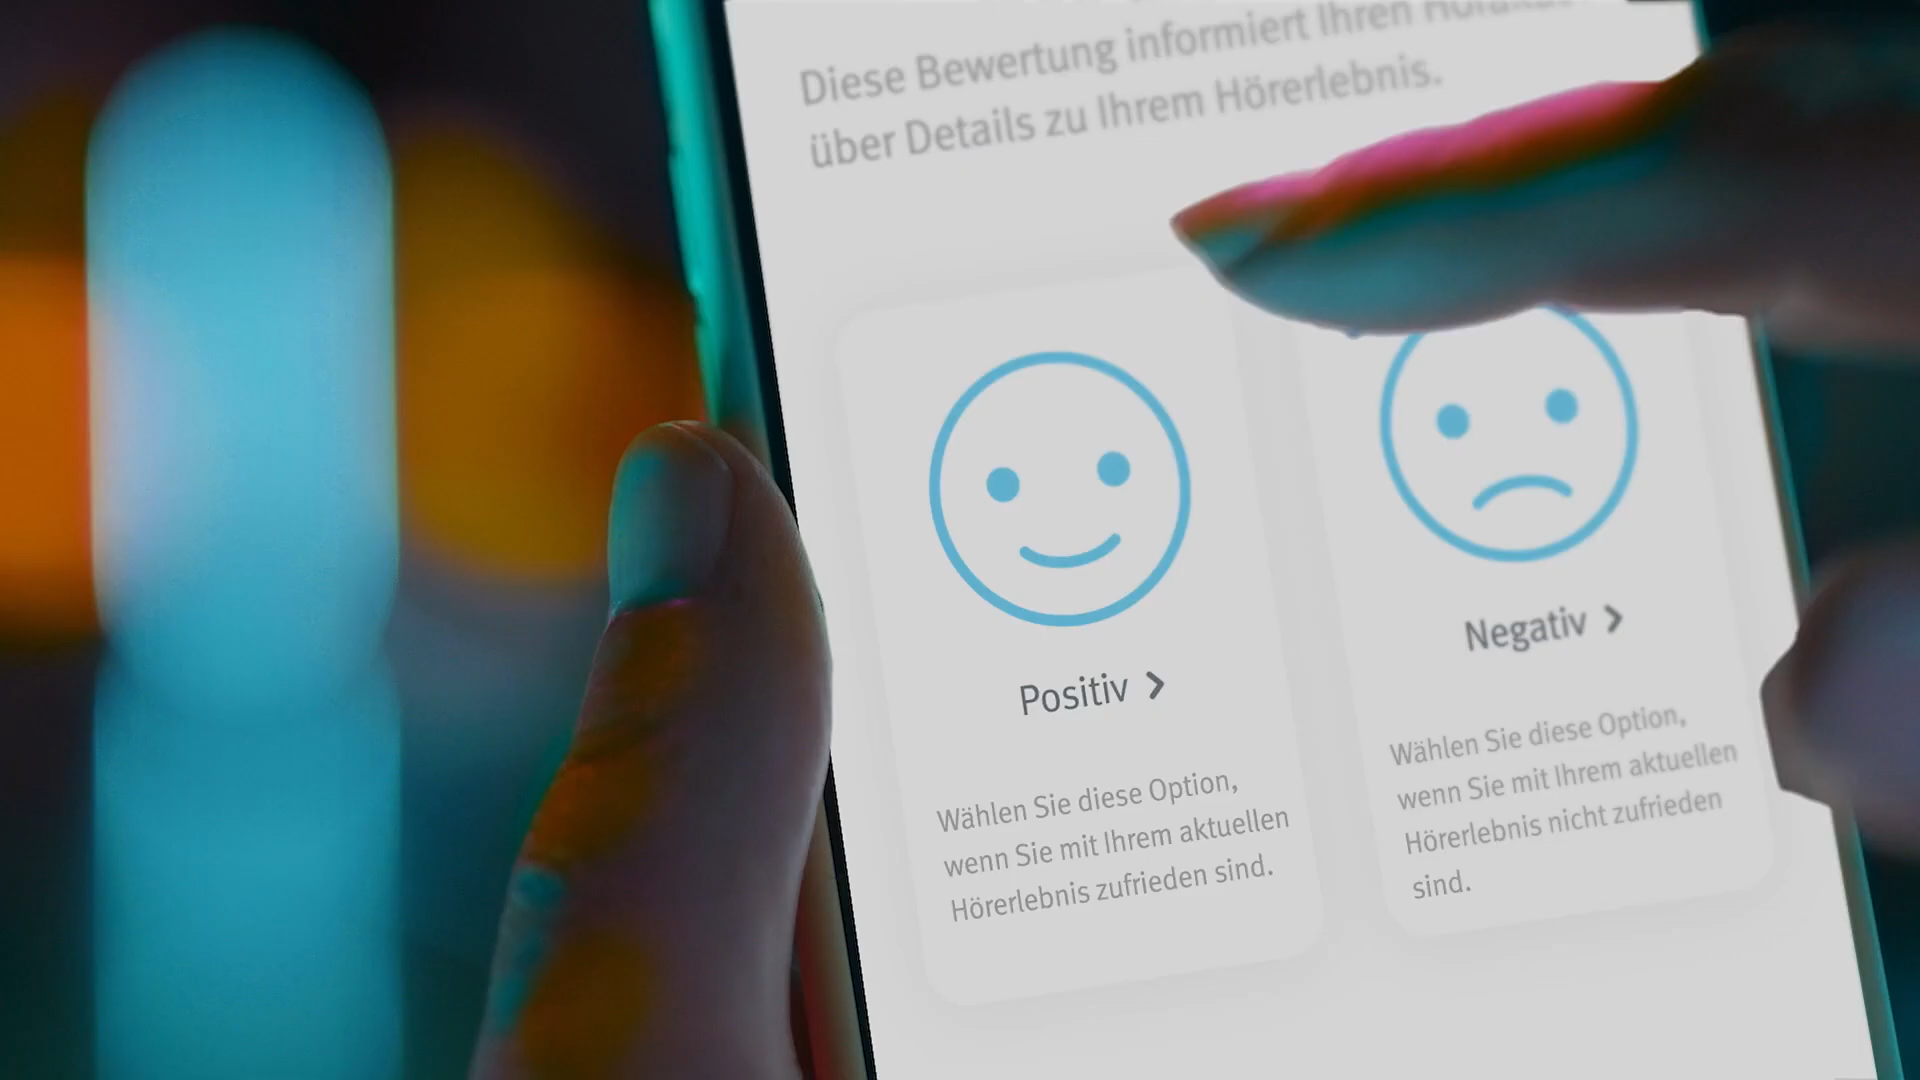 Diese Bewertung informiert Ihren
über Details zu Ihrem Hörerlebnis.
Positiv
Wählen Sie diese Option,
wenn Sie mit Ihrem aktuellen
Hörerlebnis zufrieden sind.
Negativ
Wählen Sie diese Option,
wenn Sie mit Ihrem aktuellen
Hörerlebnis nicht zufrieden
sind.